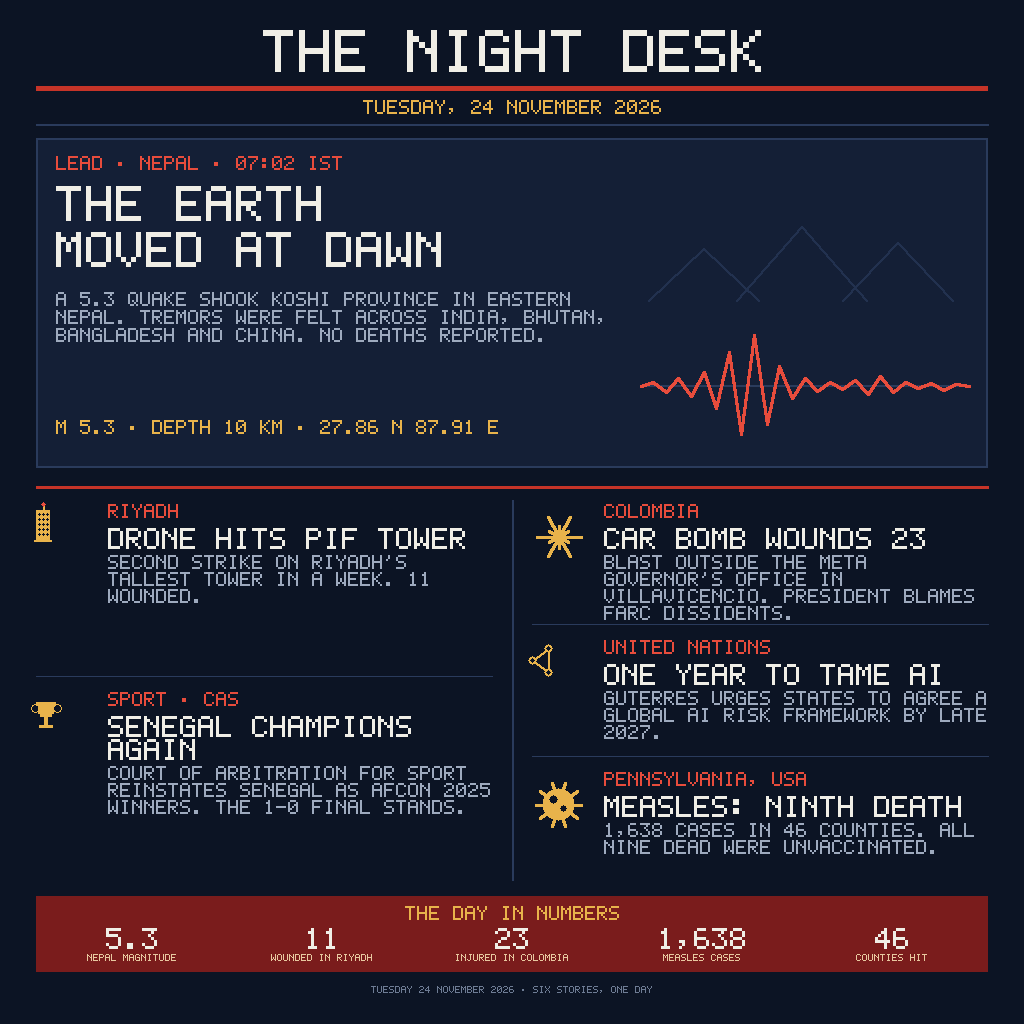 THE NIGHT DESK
TUESDAY, 24 NOVEMBER 2026
LEAD · NEPAL · 07:02 IST
THE EARTH
MOVED AT DAWN
A 5.3 QUAKE SHOOK KOSHI PROVINCE IN EASTERN
NEPAL. TREMORS WERE FELT ACROSS INDIA, BHUTAN,
BANGLADESH AND CHINA. NO DEATHS REPORTED.
M 5.3 · DEPTH 10 KM · 27.86 N 87.91 E
RIYADH
DRONE HITS PIF TOWER
SECOND STRIKE ON RIYADH'S
TALLEST TOWER IN A WEEK. 11
WOUNDED.
SPORT · CAS
SENEGAL CHAMPIONS
AGAIN
COURT OF ARBITRATION FOR SPORT
REINSTATES SENEGAL AS AFCON 2025
WINNERS. THE 1-0 FINAL STANDS.
COLOMBIA
CAR BOMB WOUNDS 23
BLAST OUTSIDE THE META
GOVERNOR'S OFFICE IN
VILLAVICENCIO. PRESIDENT BLAMES
FARC DISSIDENTS.
UNITED NATIONS
ONE YEAR TO TAME AI
GUTERRES URGES STATES TO AGREE A
GLOBAL AI RISK FRAMEWORK BY LATE
2027.
PENNSYLVANIA, USA
MEASLES: NINTH DEATH
1,638 CASES IN 46 COUNTIES. ALL
NINE DEAD WERE UNVACCINATED.
THE DAY IN NUMBERS
5.3 11 23 1,638 46
NEPAL MAGNITUDE WOUNDED IN RIYADH INJURED IN COLOMBIA MEASLES CASES COUNTIES HIT
TUESDAY 24 NOVEMBER 2026 · SIX STORIES, ONE DAY